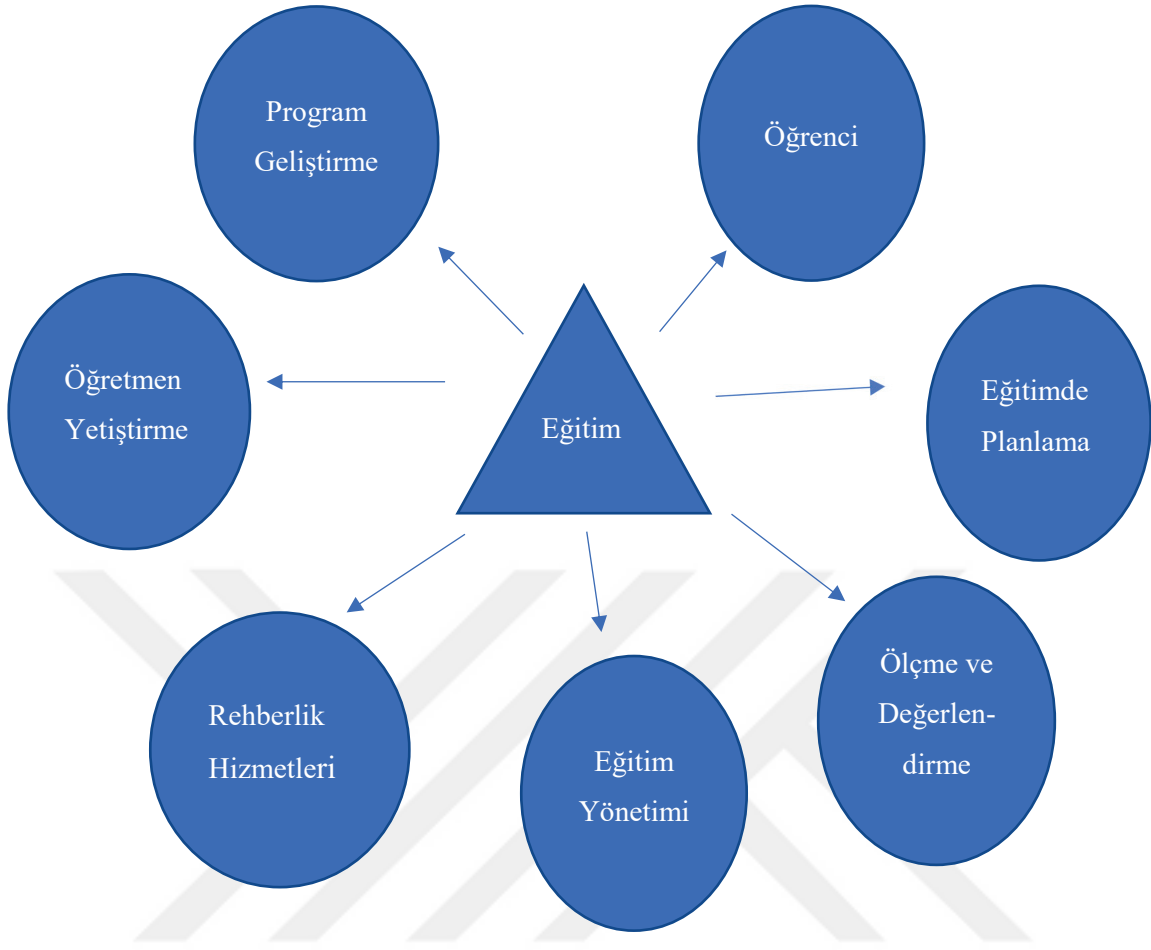 Program
Geliştirme
Öğrenci
Öğretmen
Yetiştirme
Eğitim
Eğitimde
Planlama
Rehberlik
Hizmetleri
Eğitim
Yönetimi
Ölçme ve
Değerlen-
dirme